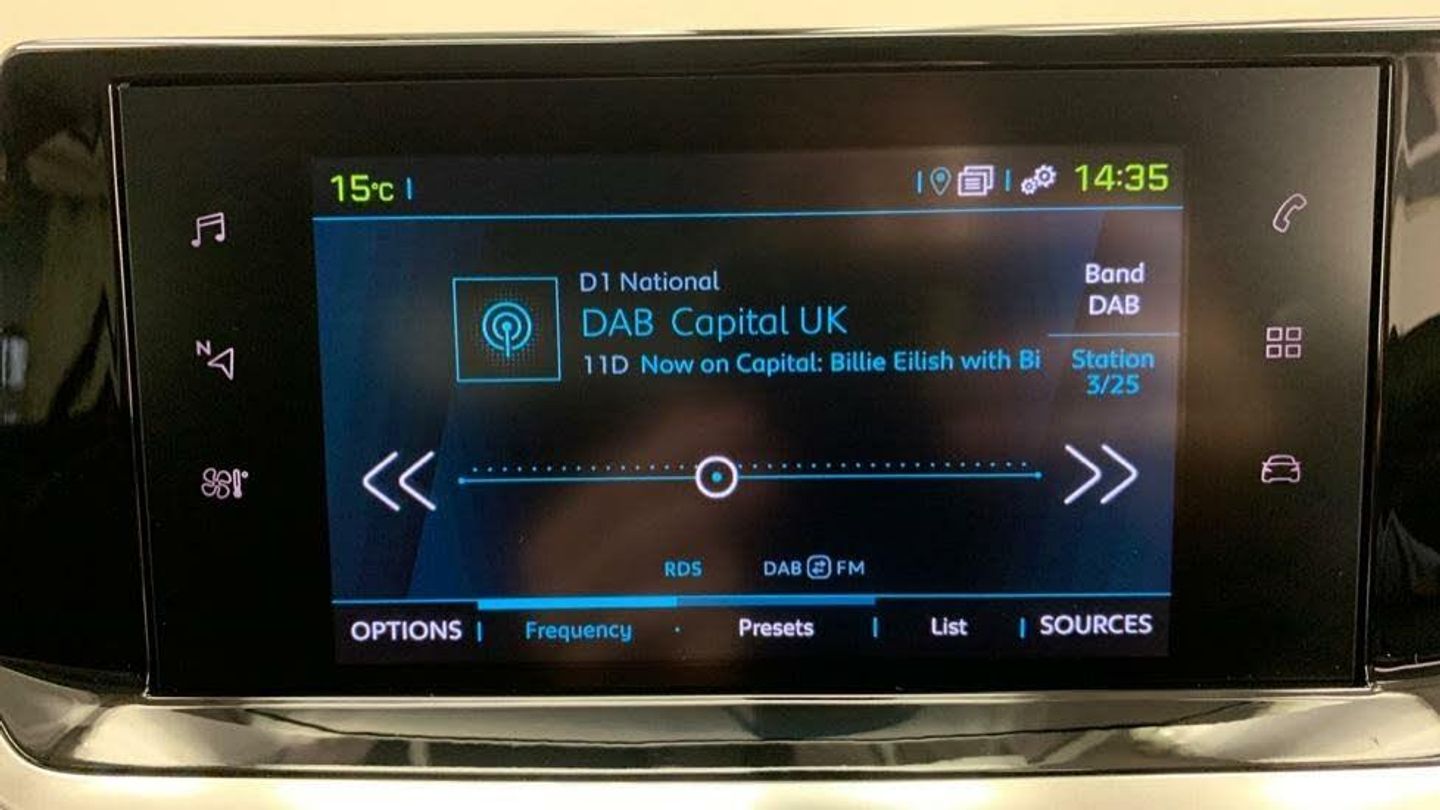 15°C
14:35
N
D1 National
DAB Capital UK
11D Now on Capital: Billie Eilish with Bi
Band
DAB
Station
3/25
RDS
DAB FM
OPTIONS Frequency · Presets List SOURCES